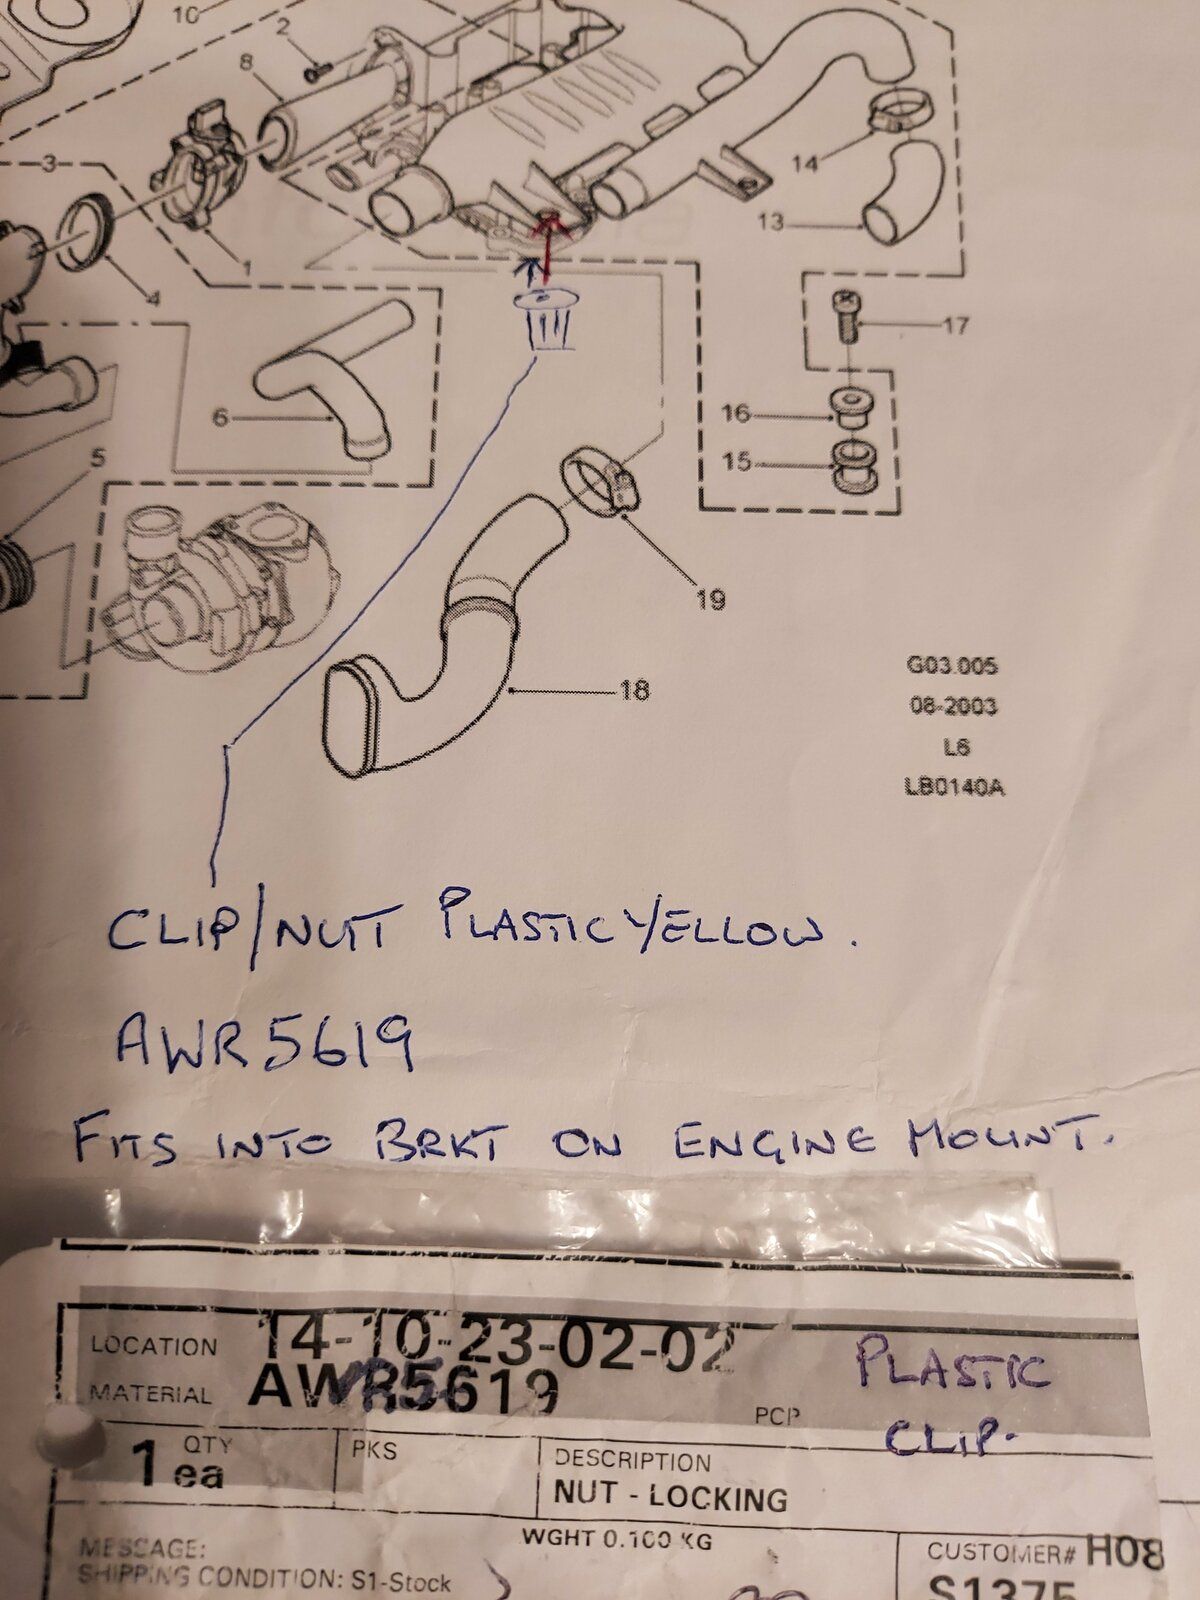 10
2
8
3
14
13
1
4
17
6
16
15
5
19
18
G03.005
08-2003
L6
LB0140A
CLIP/NUT PLASTIC YELLOW.
AWR5619
FITS INTO BRKT ON ENGINE MOUNT.
LOCATION 14-10-23-02-02
MATERIAL AWR5619
PCP
PLASTIC
CLIP.
1 QTY
ea
PKS
DESCRIPTION
NUT - LOCKING
WGHT 0.100 KG
MESSAGE:
SHIPPING CONDITION: S1-Stock
CUSTOMER# H08
S1375